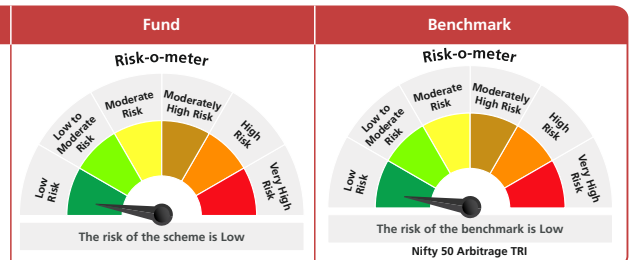 Fund
Risk-o-meter
Low
Risk
Low to
Moderate
Risk
Moderate
Risk
Moderately
High Risk
High
Risk
Very High
Risk
The risk of the scheme is Low
Benchmark
Risk-o-meter
Low
Risk
Low to
Moderate
Risk
Moderate
Risk
Moderately
High Risk
High
Risk
Very High
Risk
The risk of the benchmark is Low
Nifty 50 Arbitrage TRI